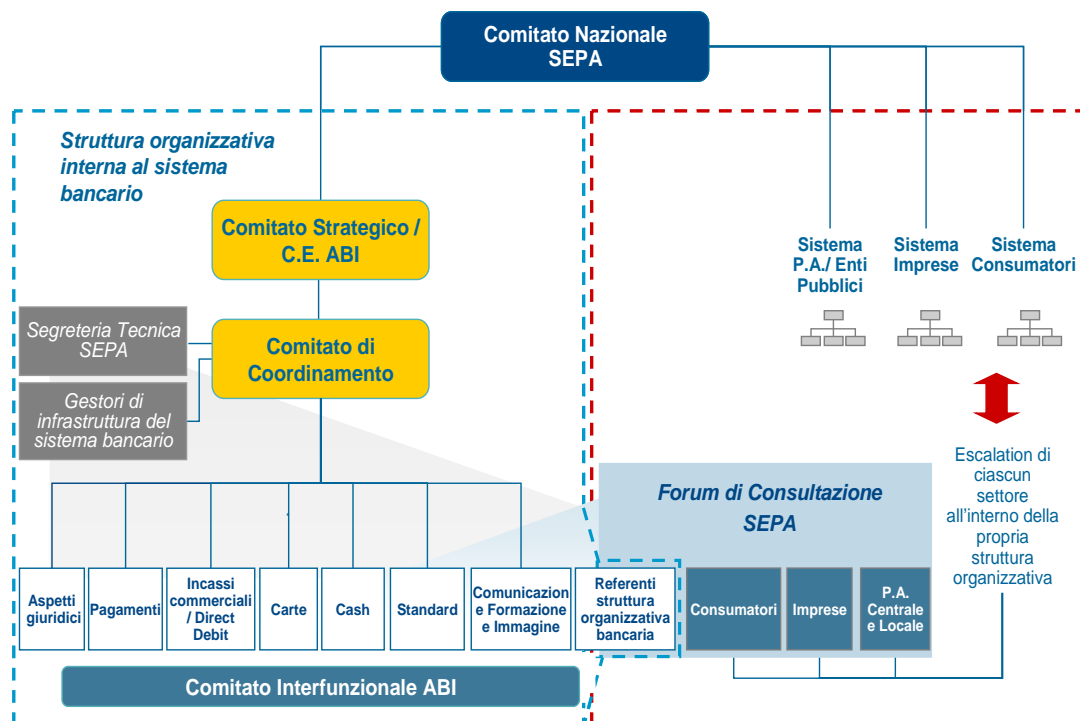 Comitato Nazionale
SEPA
Struttura organizzativa
interna al sistema
bancario
Comitato Strategico /
C.E. ABI
Sistema
P.A./ Enti
Pubblici
Sistema
Imprese
Sistema
Consumatori
Segreteria Tecnica
SEPA
Comitato di
Coordinamento
Gestori di
infrastruttura del
sistema bancario
Escalation di
ciascun
settore
all'interno della
propria
struttura
organizzativa
Forum di Consultazione
SEPA
Aspetti
giuridici
Pagamenti
Incassi
commerciali
/ Direct
Debit
Carte
Cash
Standard
Comunicazion
e Formazione
e Immagine
Referenti
struttura
organizzativa
bancaria
Consumatori
Imprese
P.A.
Centrale
e Locale
Comitato Interfunzionale ABI